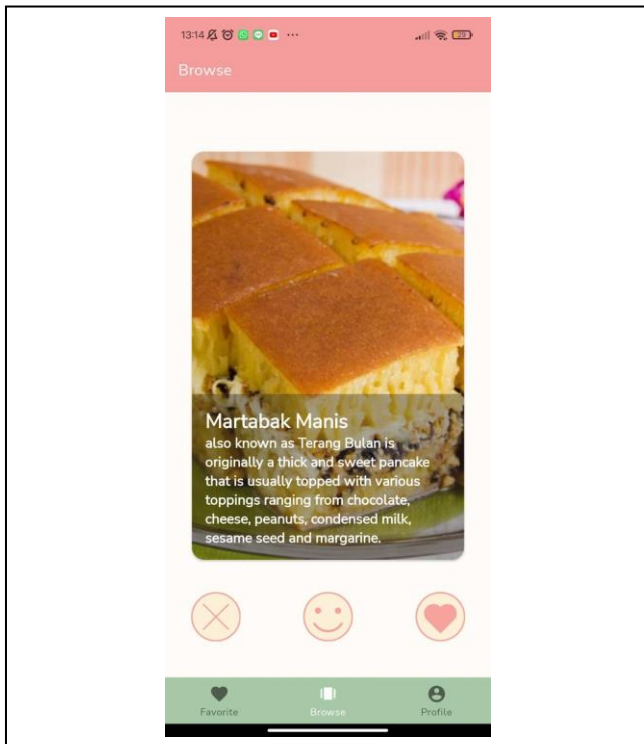 13:14
29
Browse
Martabak Manis
also known as Terang Bulan is
originally a thick and sweet pancake
that is usually topped with various
toppings ranging from chocolate,
cheese, peanuts, condensed milk,
sesame seed and margarine.
Favorite Browse Profile